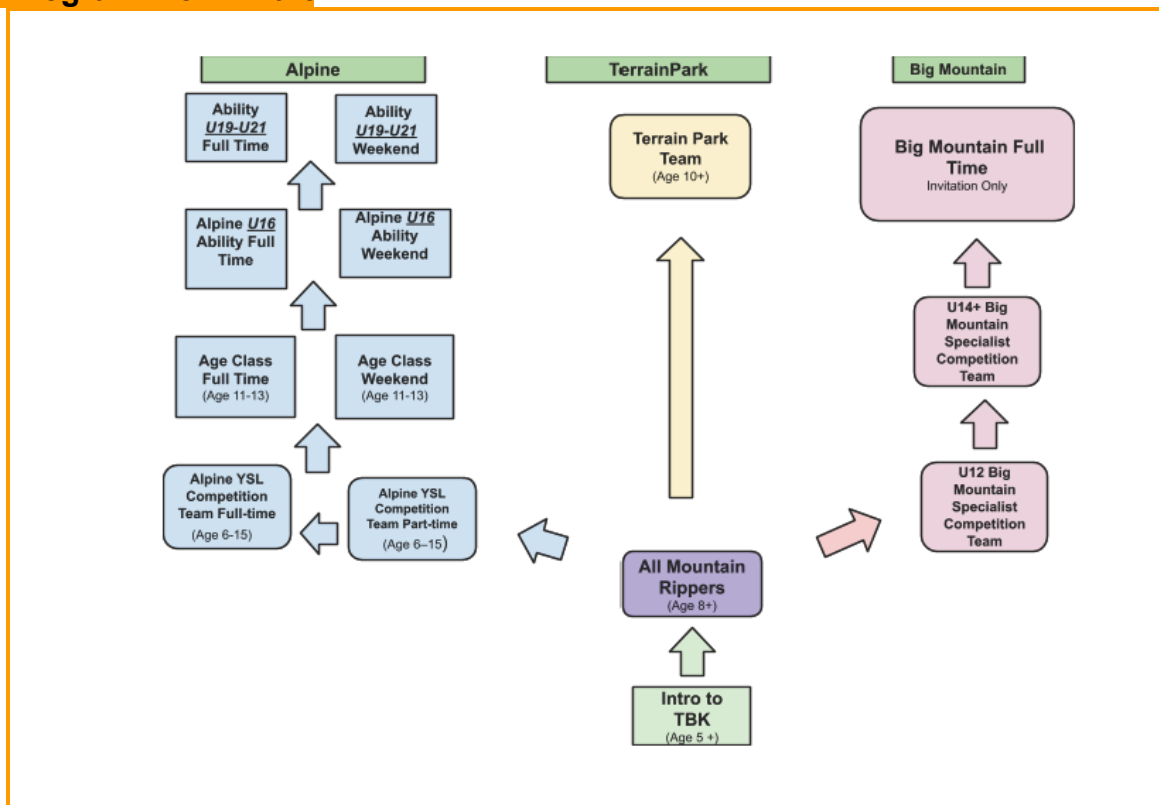 Alpine
TerrainPark
Big Mountain
Ability
U19-U21
Full Time
Ability
U19-U21
Weekend
Terrain Park
Team
(Age 10+)
Big Mountain Full
Time
Invitation Only
Alpine U16
Ability Full
Time
Alpine U16
Ability
Weekend
U14+ Big
Mountain
Specialist
Competition
Team
Age Class
Full Time
(Age 11-13)
Age Class
Weekend
(Age 11-13)
Alpine YSL
Competition
Team Full-time
(Age 6-15)
Alpine YSL
Competition
Team Part-time
(Age 6–15)
U12 Big
Mountain
Specialist
Competition
Team
All Mountain
Rippers
(Age 8+)
Intro to
TBK
(Age 5 +)